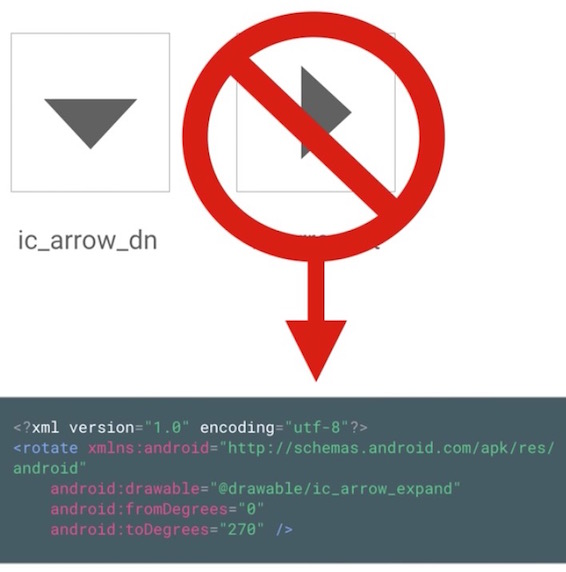 ic_arrow_dn
<?xml version="1.0" encoding="utf-8"?>
<rotate xmlns:android="http://schemas.android.com/apk/res/
android"
android:drawable="@drawable/ic_arrow_expand"
android:fromDegrees="0"
android:toDegrees="270" />